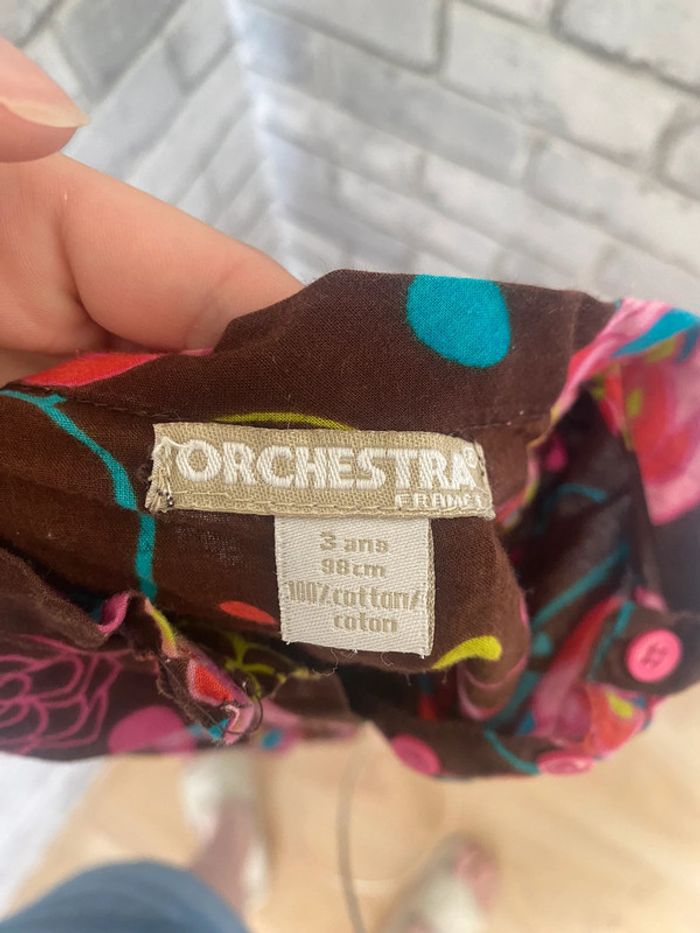 ORCHESTRA®
FRANCE
3 ans
98cm
100% cotton/
coton